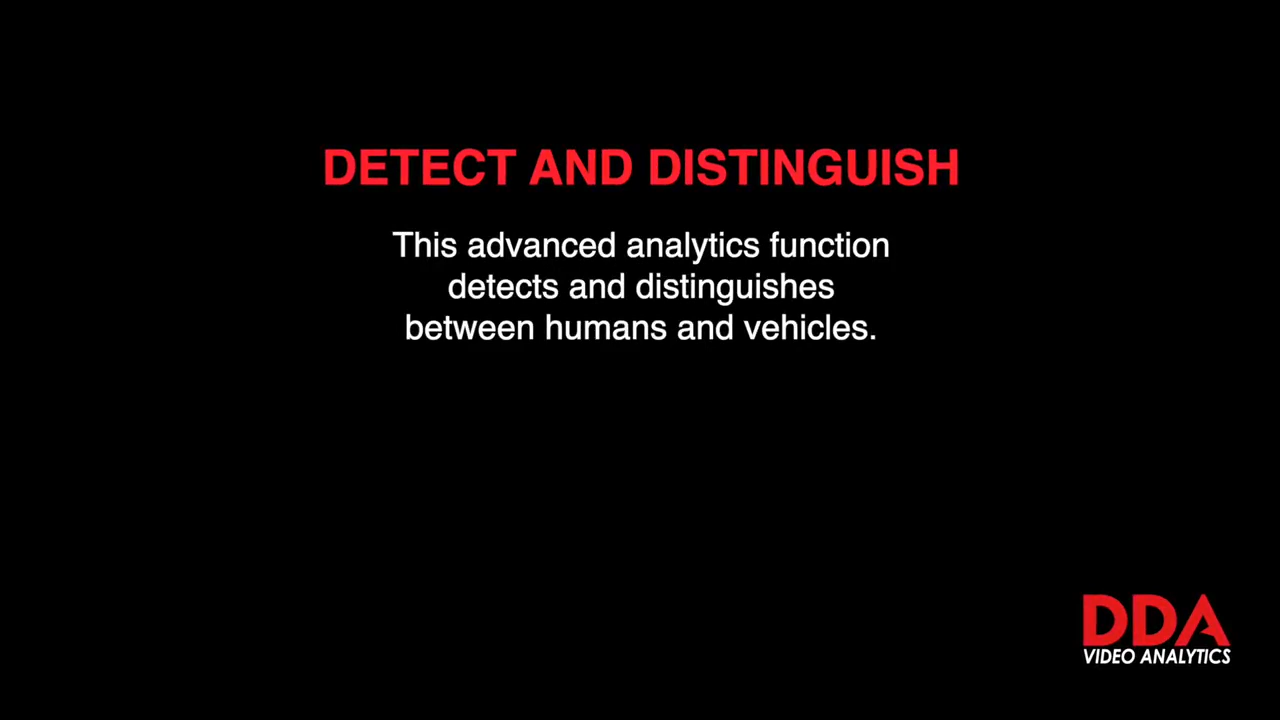 DETECT AND DISTINGUISH
This advanced analytics function
detects and distinguishes
between humans and vehicles.
DDA
VIDEO ANALYTICS